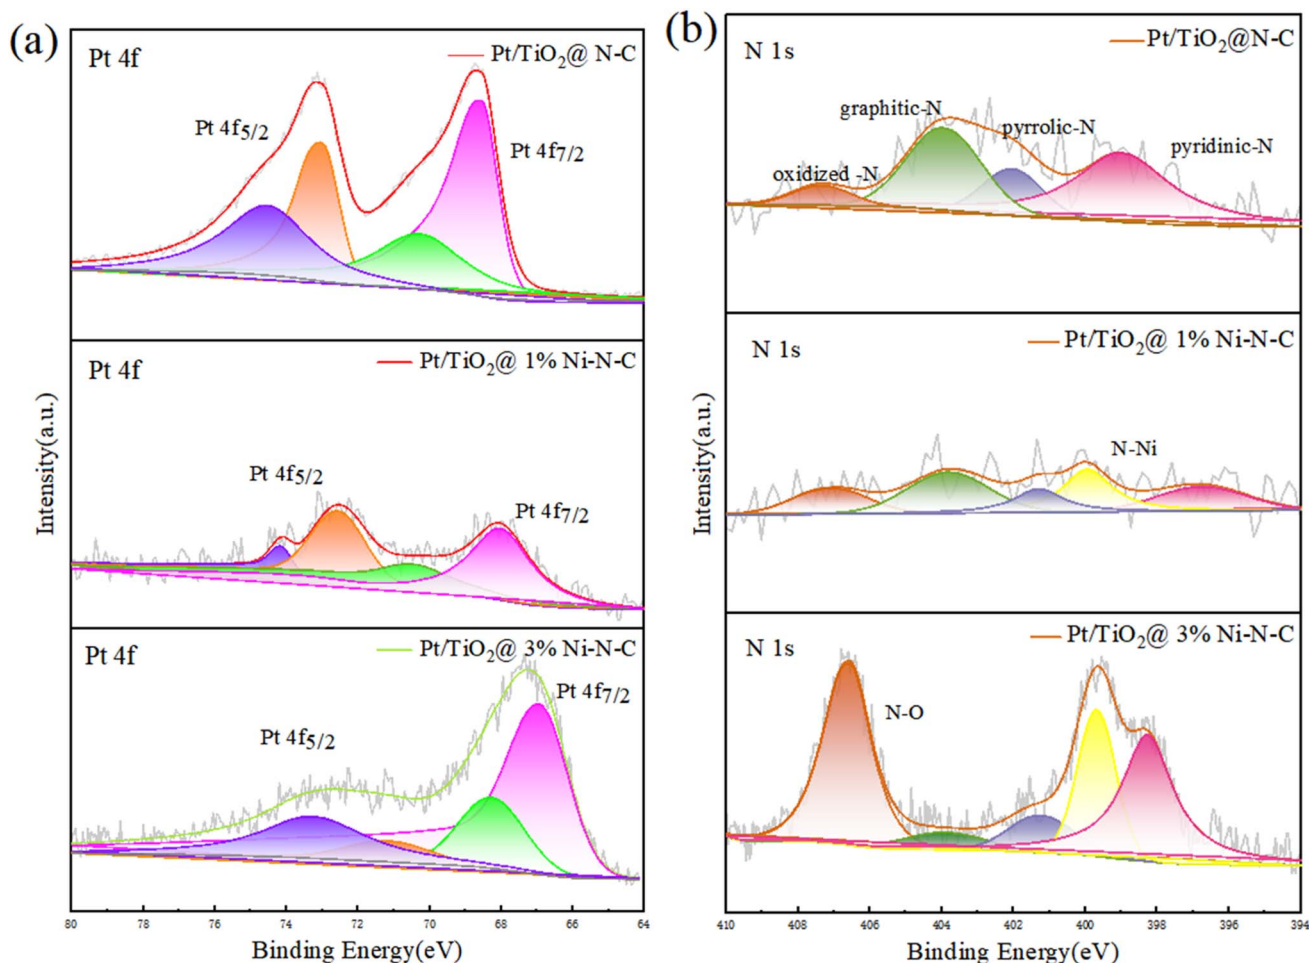 (a)
Pt 4f
Pt/TiO2@ N-C
Pt 4f5/2
Pt 4f7/2
Pt 4f
Pt/TiO2@ 1% Ni-N-C
Pt 4f5/2
Pt 4f7/2
Pt 4f
Pt/TiO2@ 3% Ni-N-C
Pt 4f7/2
Pt 4f5/2
Intensity(a.u.)
80 78 76 74 72 70 68 66 64
Binding Energy(eV)
(b)
N 1s
Pt/TiO2@N-C
graphitic-N
pyrrolic-N
pyridinic-N
oxidized -N
N 1s
Pt/TiO2@ 1% Ni-N-C
N-Ni
N 1s
Pt/TiO2@ 3% Ni-N-C
N-O
Intensity(a.u.)
410 408 406 404 402 400 398 396 394
Binding Energy(eV)